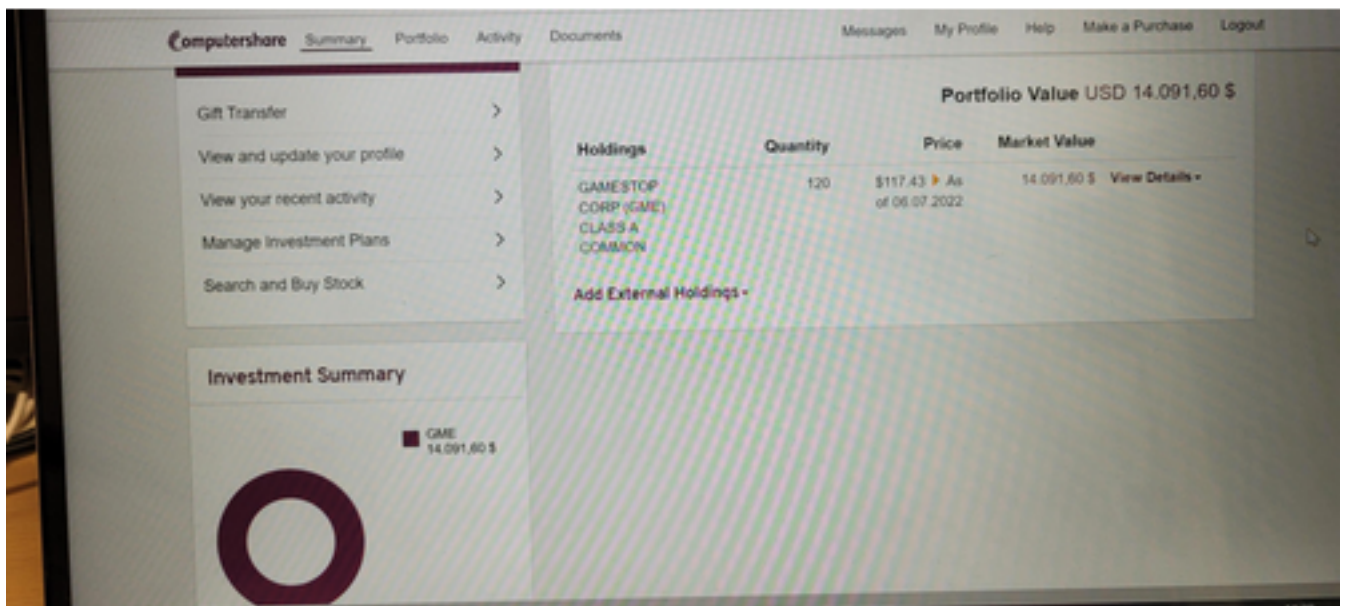 Computershare Summary Portfolio Activity Documents Messages My Profile Help Make a Purchase Logout
Gift Transfer
View and update your profile
View your recent activity
Manage Investment Plans
Search and Buy Stock
Portfolio Value USD 14.091,60 $
Holdings Quantity Price Market Value
GAMESTOP 120 $117.43 As 14.091,60 $ View Details
CORP (GME) of 06.07.2022
CLASS A
COMMON
Add External Holdings
Investment Summary
GME
14.091,60 $